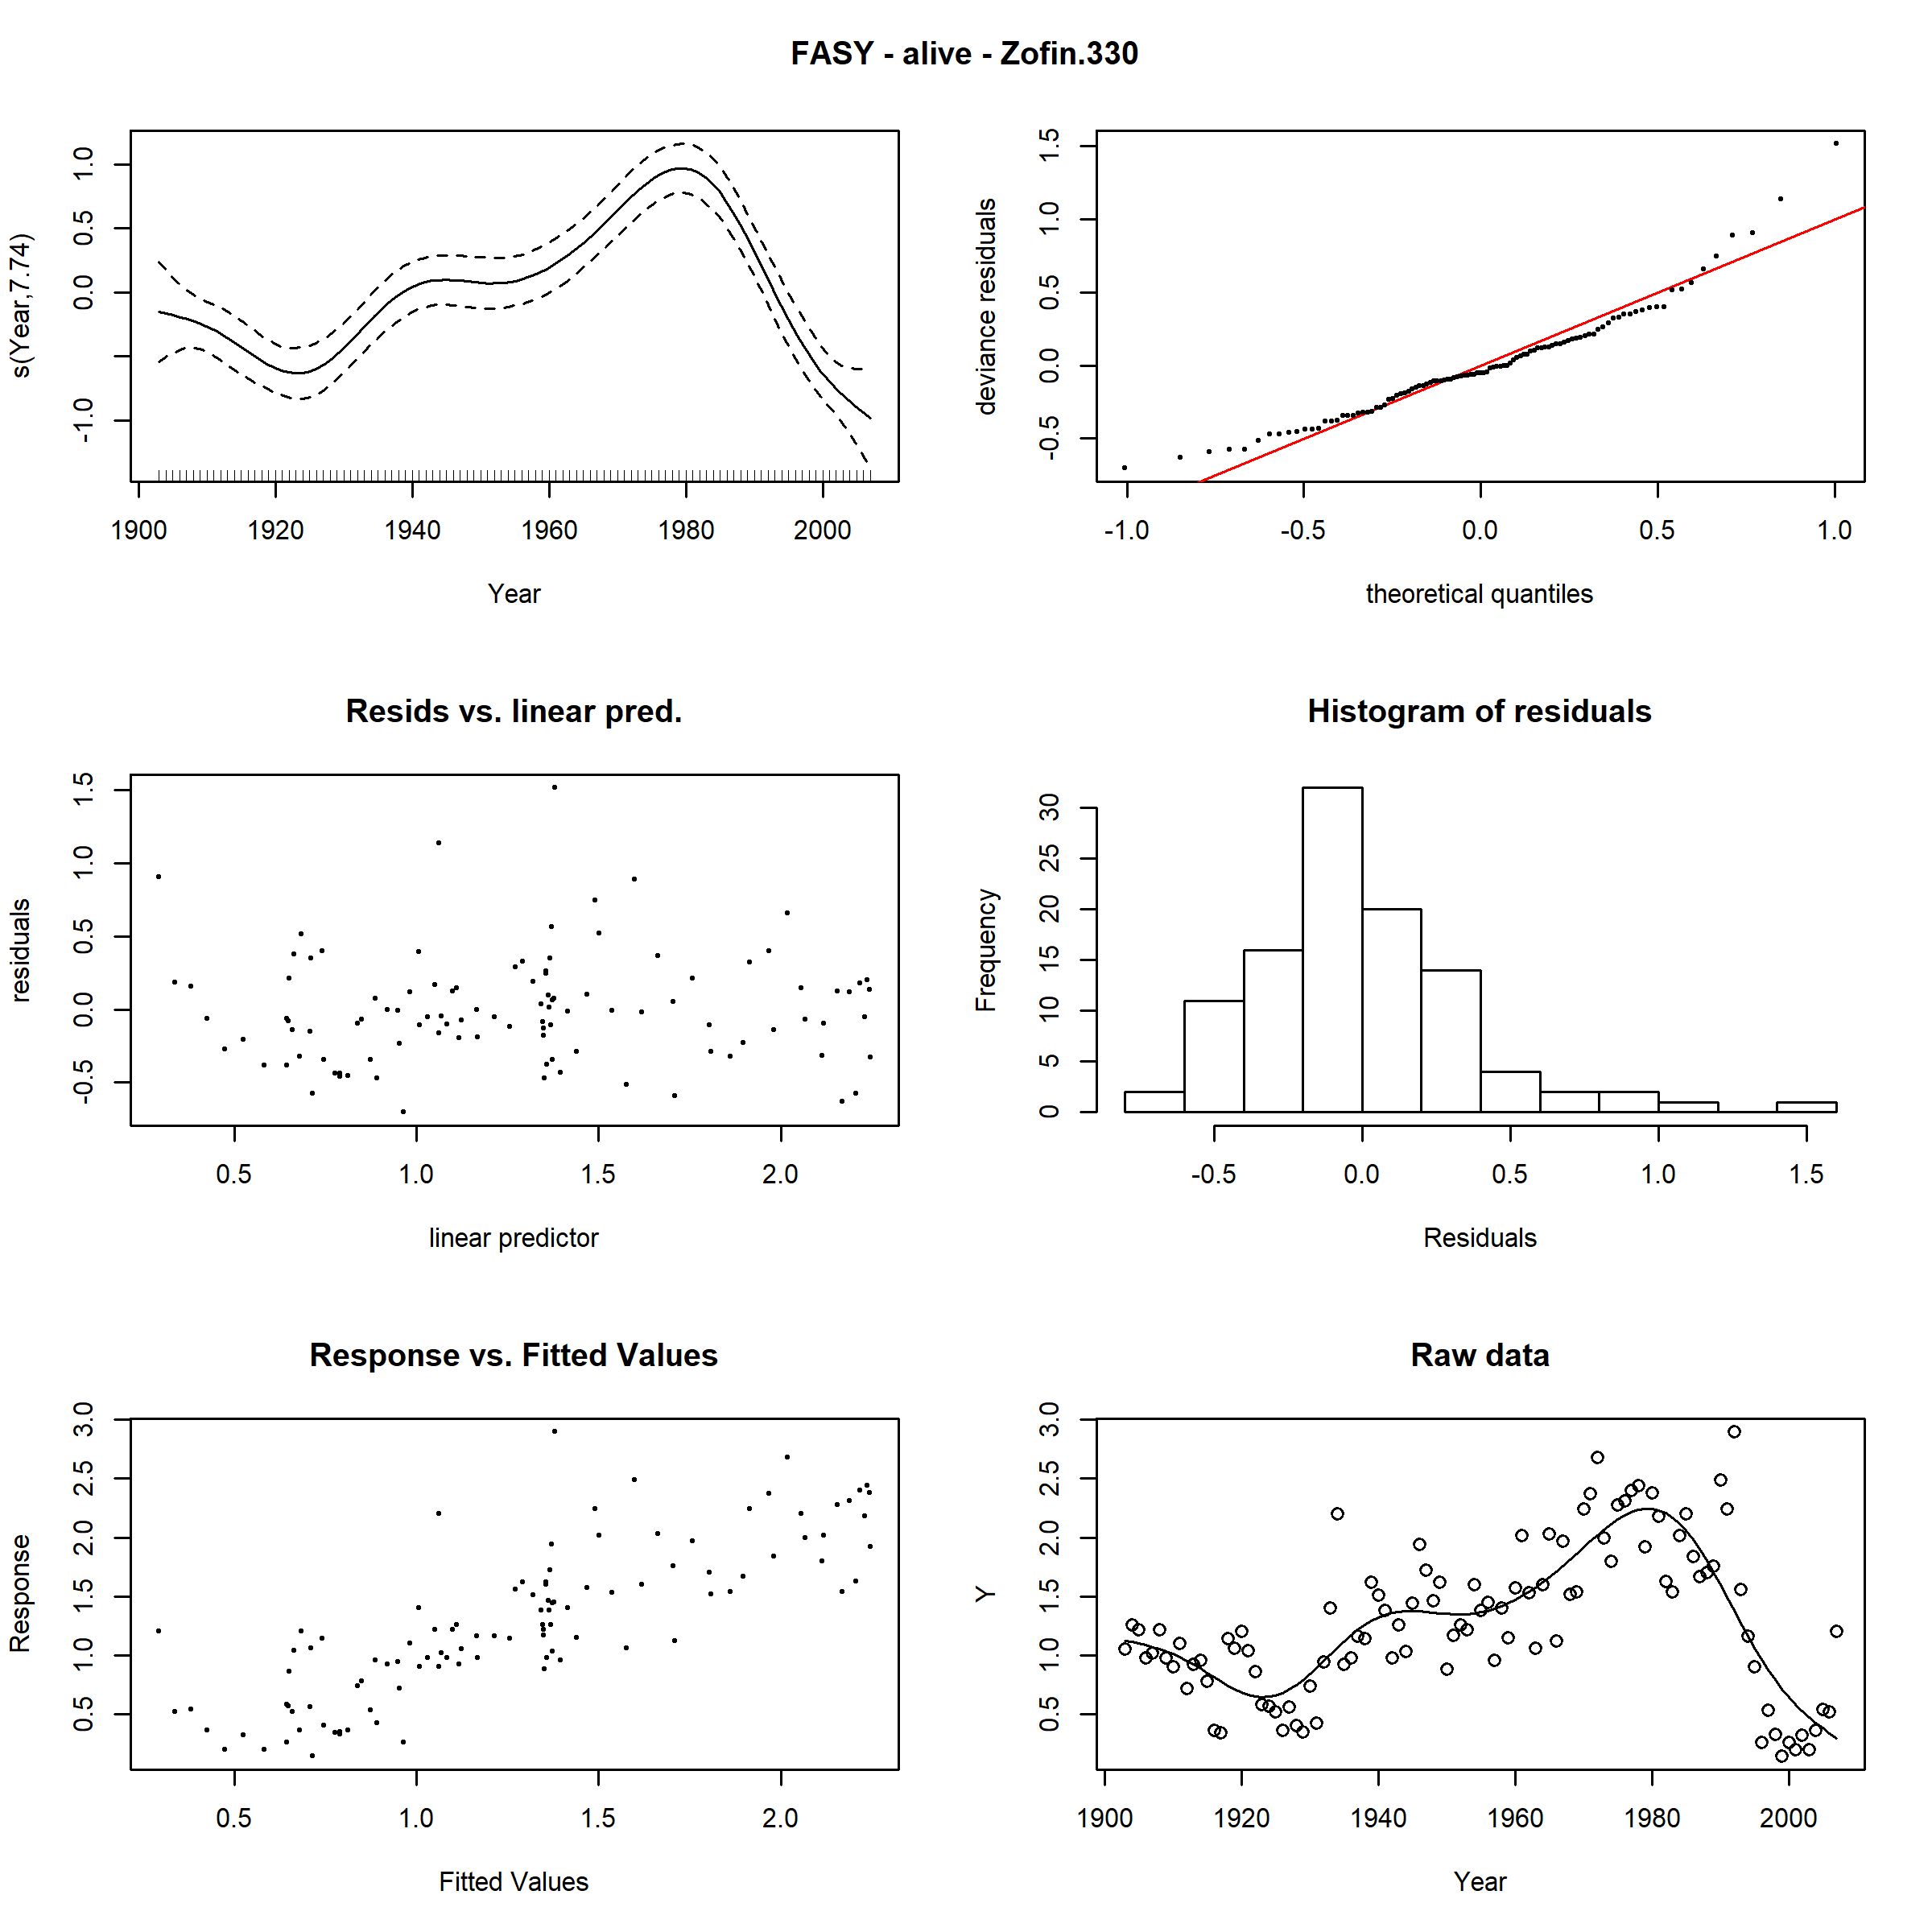 FASY - alive - Zofin.330
s(Year,7.74)
-1.0 0.0 0.5 1.0
1900 1920 1940 1960 1980 2000
Year
deviance residuals
-0.5 0.0 0.5 1.0 1.5
-1.0 -0.5 0.0 0.5 1.0
theoretical quantiles
Resids vs. linear pred.
residuals
-0.5 0.0 0.5 1.0 1.5
0.5 1.0 1.5 2.0
linear predictor
Histogram of residuals
Frequency
0 5 10 15 20 25 30
-0.5 0.0 0.5 1.0 1.5
Residuals
Response vs. Fitted Values
Response
0.5 1.0 1.5 2.0 2.5 3.0
0.5 1.0 1.5 2.0
Fitted Values
Raw data
Y
0.5 1.0 1.5 2.0 2.5 3.0
1900 1920 1940 1960 1980 2000
Year